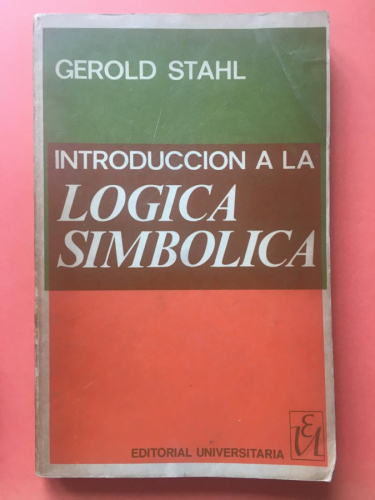 GEROLD STAHL
INTRODUCCION A LA
LOGICA
SIMBOLICA
EDITORIAL UNIVERSITARIA